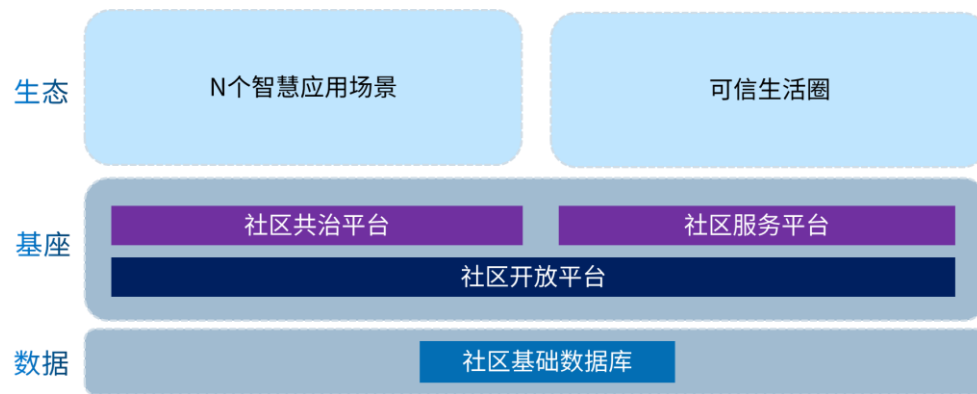 生态
N个智慧应用场景
可信生活圈
基座
社区共治平台
社区服务平台
社区开放平台
数据
社区基础数据库